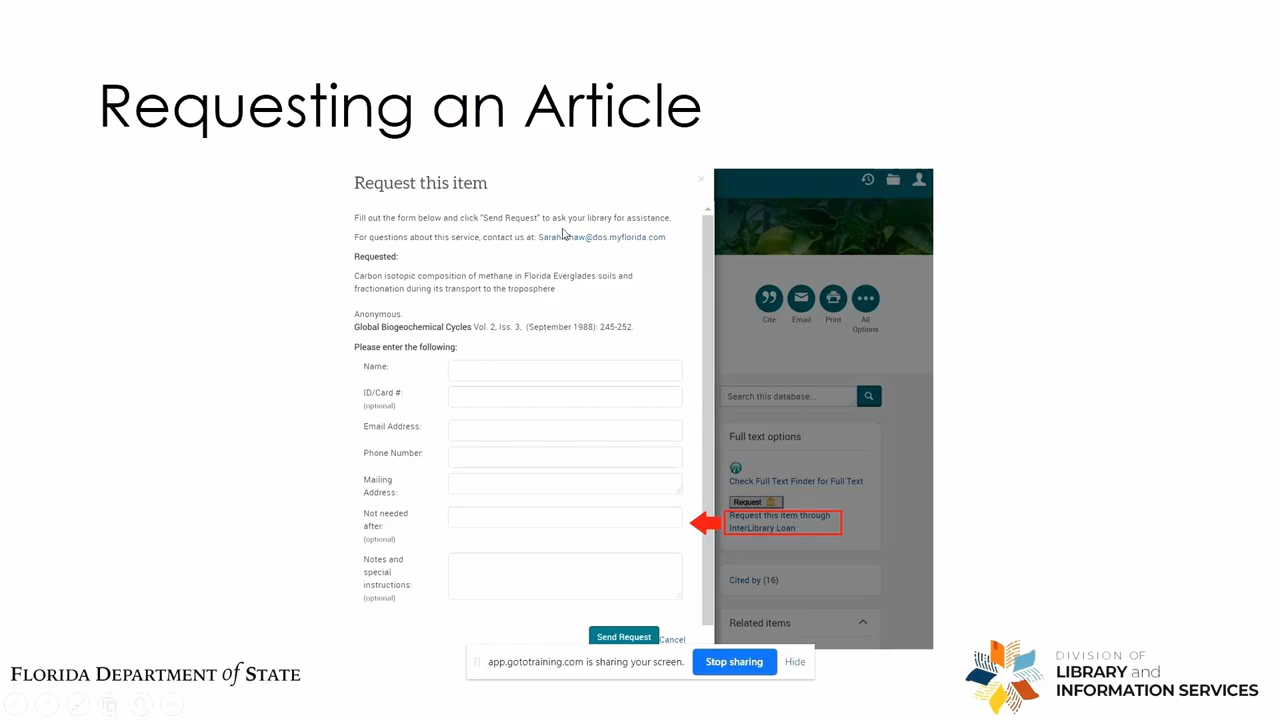 Requesting an Article
Request this item
Fill out the form below and click "Send Request" to ask your library for assistance.
For questions about this service, contact us at:
Requested:
Carbon isotopic composition of methane in Florida Everglades soils and
fractionation during its transport to the troposphere
Anonymous.
Global Biogeochemical Cycles Vol. 2, Iss. 3, (September 1988): 245-252.
Please enter the following:
Name:
ID/Card #:
(optional)
Email Address:
Phone Number:
Mailing
Address:
Not needed
after:
(optional)
Notes and
special
instructions:
(optional)
Send Request
Cancel
Cite
Email
Print
All
Options
Search this database...
Full text options
Check Full Text Finder for Full Text
Request
Request this item through
InterLibrary Loan
Cited by (16)
Related items
app.gototraining.com is sharing your screen.
Stop sharing
Hide
FLORIDA DEPARTMENT of STATE
DIVISION OF
LIBRARY and
INFORMATION SERVICES